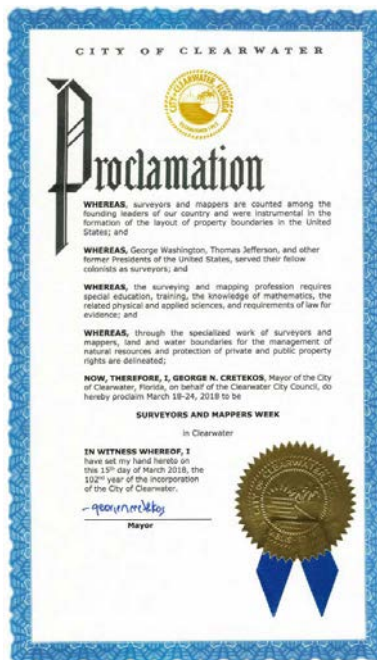 CITY OF CLEARWATER
CITY OF CLEARWATER, FLORIDA
Proclamation
WHEREAS, surveyors and mappers are counted among the
founding leaders of our country and were instrumental in the
formation of the layout of property boundaries in the United
States; and
WHEREAS, George Washington, Thomas Jefferson, and other
former Presidents of the United States, served their fellow
colonists as surveyors; and
WHEREAS, the surveying and mapping profession requires
special education, training, the knowledge of mathematics, the
related physical and applied sciences, and requirements of law for
evidence; and
WHEREAS, through the specialized work of surveyors and
mappers, land and water boundaries for the management of
natural resources and protection of private and public property
rights are delineated;
NOW, THEREFORE, I, GEORGE N. CRETEKOS, Mayor of the City
of Clearwater, Florida, on behalf of the Clearwater City Council, do
hereby proclaim March 18-24, 2018 to be
SURVEYORS AND MAPPERS WEEK
in Clearwater
IN WITNESS WHEREOF, I
have set my hand hereto on
this 15th day of March 2018, the
102nd year of the incorporation
of the City of Clearwater.
Mayor
CITY OF CLEARWATER